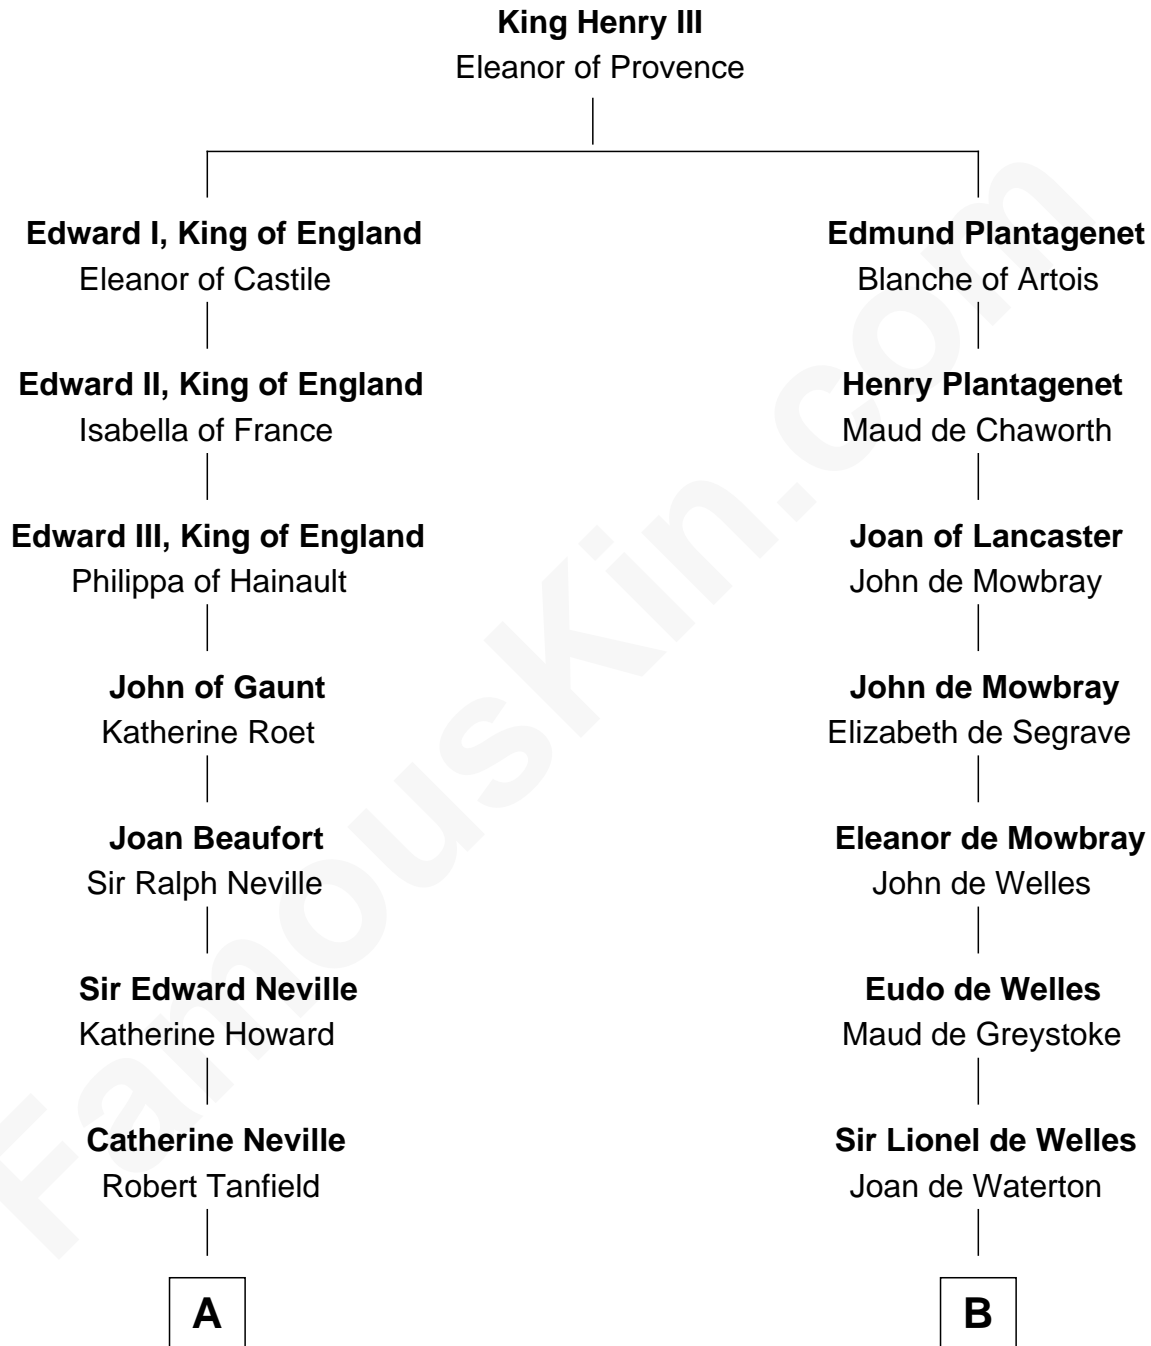 King Henry III
Eleanor of Provence
Edward I, King of England
Eleanor of Castile
Edmund Plantagenet
Blanche of Artois
Edward II, King of England
Isabella of France
Henry Plantagenet
Maud de Chaworth
Edward III, King of England
Philippa of Hainault
Joan of Lancaster
John de Mowbray
John of Gaunt
Katherine Roet
John de Mowbray
Elizabeth de Segrave
Joan Beaufort
Sir Ralph Neville
Eleanor de Mowbray
John de Welles
Sir Edward Neville
Katherine Howard
Eudo de Welles
Maud de Greystoke
Catherine Neville
Robert Tanfield
Sir Lionel de Welles
Joan de Waterton
A
B
FamousKin.com